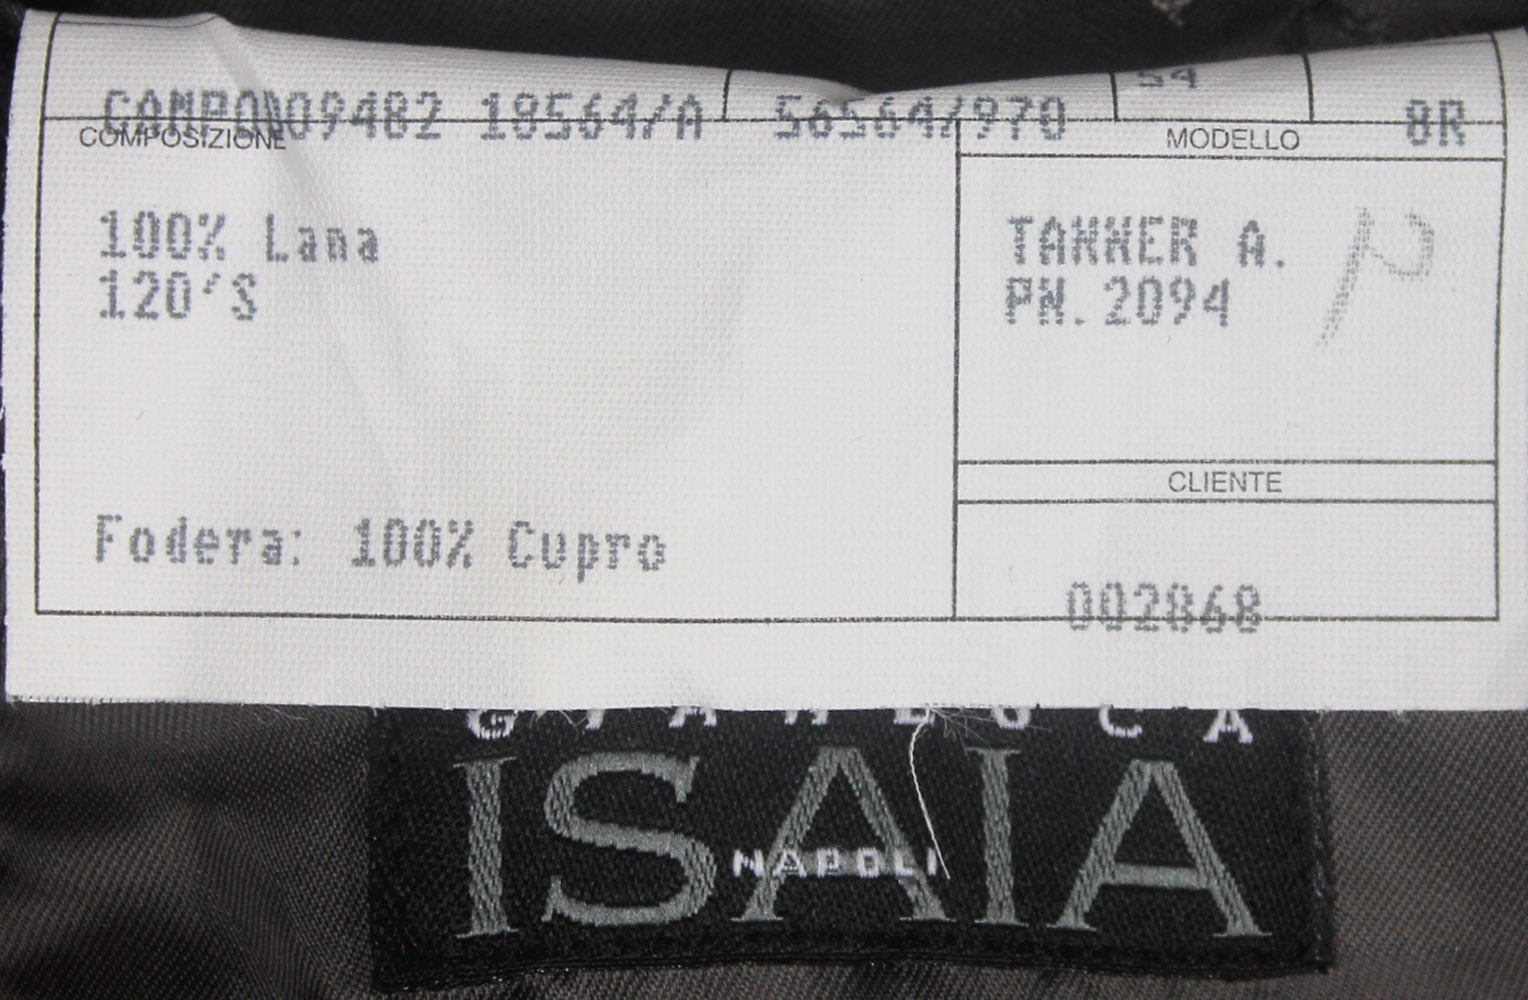 54
CAMPON09482 18564/A 56564/970 8R
COMPOSIZIONE
MODELLO
100% Lana
120'S
TANNER A.
PN.2094
CLIENTE
Fodera: 100% Cupro
002868
GIANLUCA
ISAIA
NAPOLI